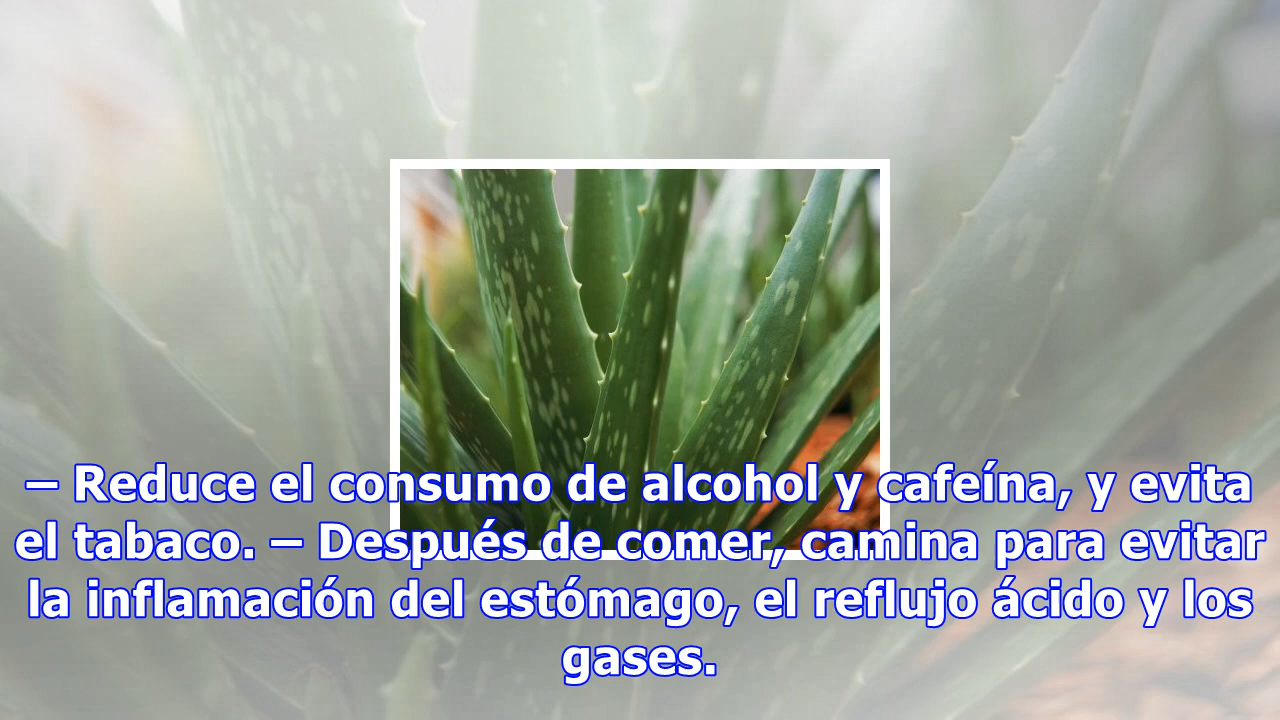 – Reduce el consumo de alcohol y cafeína, y evita
el tabaco. – Después de comer, camina para evitar
la inflamación del estómago, el reflujo ácido y los
gases.